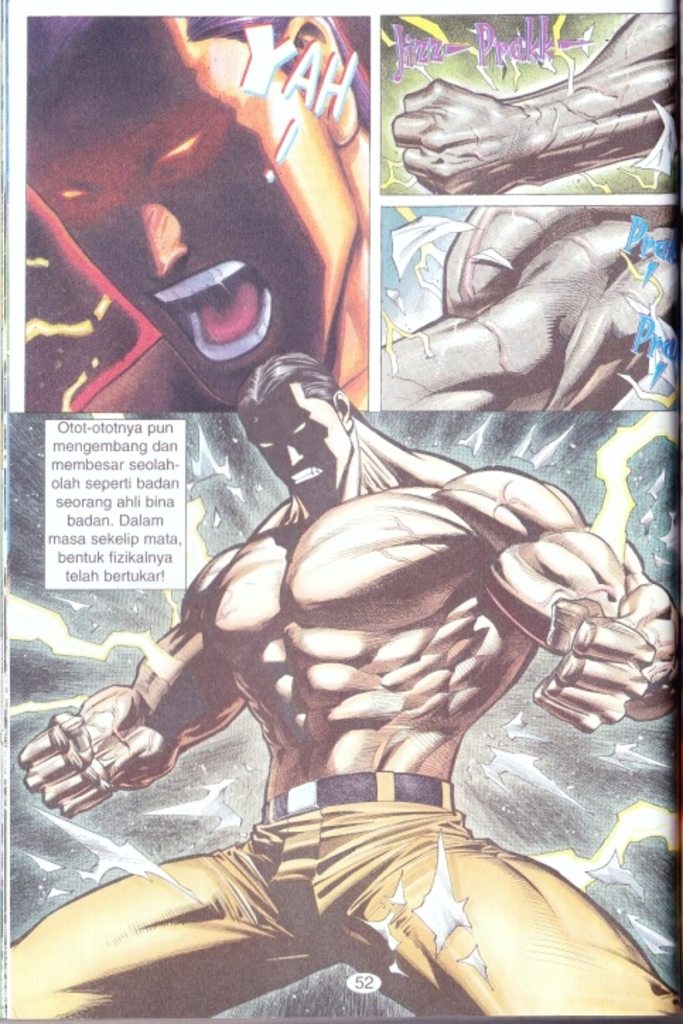 YAH
!
Jizz- Prakk-
Otot-ototnya pun
mengembang dan
membesar seolah-
olah seperti badan
seorang ahli bina
badan. Dalam
masa sekelip mata,
bentuk fizikalnya
telah bertukar!
52